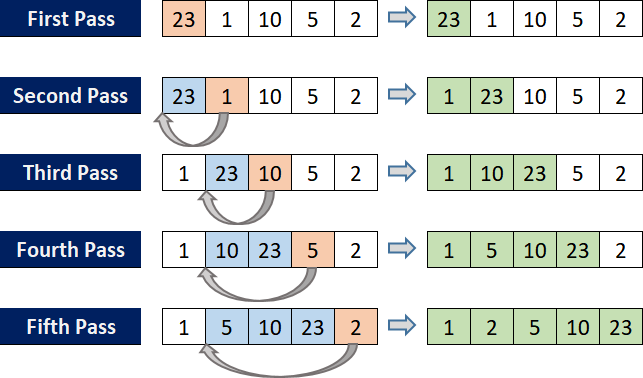 First Pass 23 1 10 5 2 23 1 10 5 2
Second Pass 23 1 10 5 2 1 23 10 5 2
Third Pass 1 23 10 5 2 1 10 23 5 2
Fourth Pass 1 10 23 5 2 1 5 10 23 2
Fifth Pass 1 5 10 23 2 1 2 5 10 23